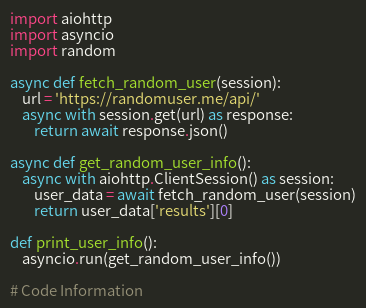 import aiohttp
import asyncio
import random

async def fetch_random_user(session):
    url = 'https://randomuser.me/api/'
    async with session.get(url) as response:
        return await response.json()

async def get_random_user_info():
    async with aiohttp.ClientSession() as session:
        user_data = await fetch_random_user(session)
        return user_data['results'][0]

def print_user_info():
    asyncio.run(get_random_user_info())

# Code Information